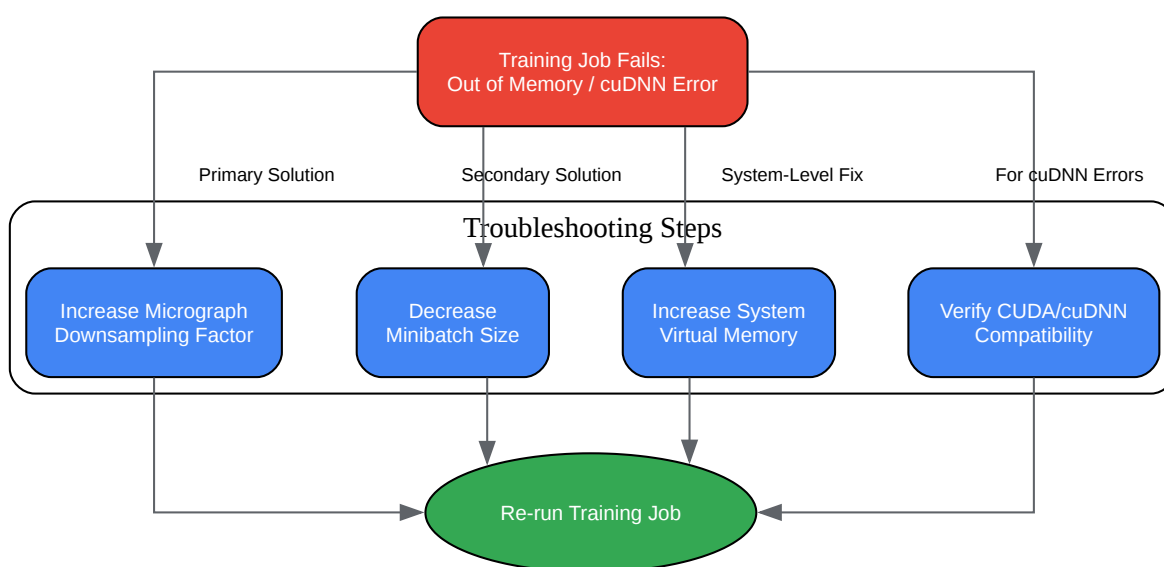 Training Job Fails:
Out of Memory / cuDNN Error
Primary Solution
Secondary Solution
System-Level Fix
For cuDNN Errors
Troubleshooting Steps
Increase Micrograph
Downsampling Factor
Decrease
Minibatch Size
Increase System
Virtual Memory
Verify CUDA/cuDNN
Compatibility
Re-run Training Job